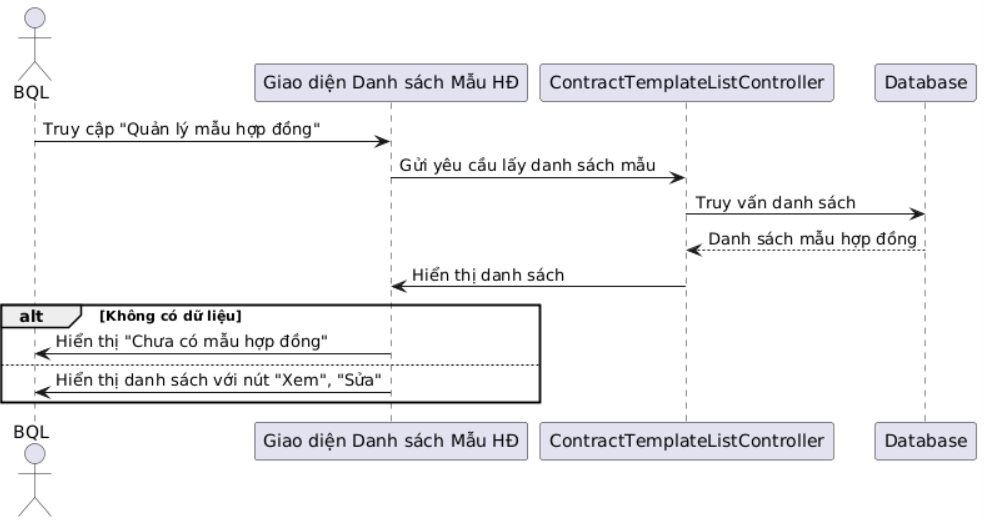 BQL
Giao diện Danh sách Mẫu HĐ
ContractTemplateListController
Database
Truy cập "Quản lý mẫu hợp đồng"
Gửi yêu cầu lấy danh sách mẫu
Truy vấn danh sách
Danh sách mẫu hợp đồng
Hiển thị danh sách
alt
[Không có dữ liệu]
Hiển thị "Chưa có mẫu hợp đồng"
Hiển thị danh sách với nút "Xem", "Sửa"
BQL
Giao diện Danh sách Mẫu HĐ
ContractTemplateListController
Database